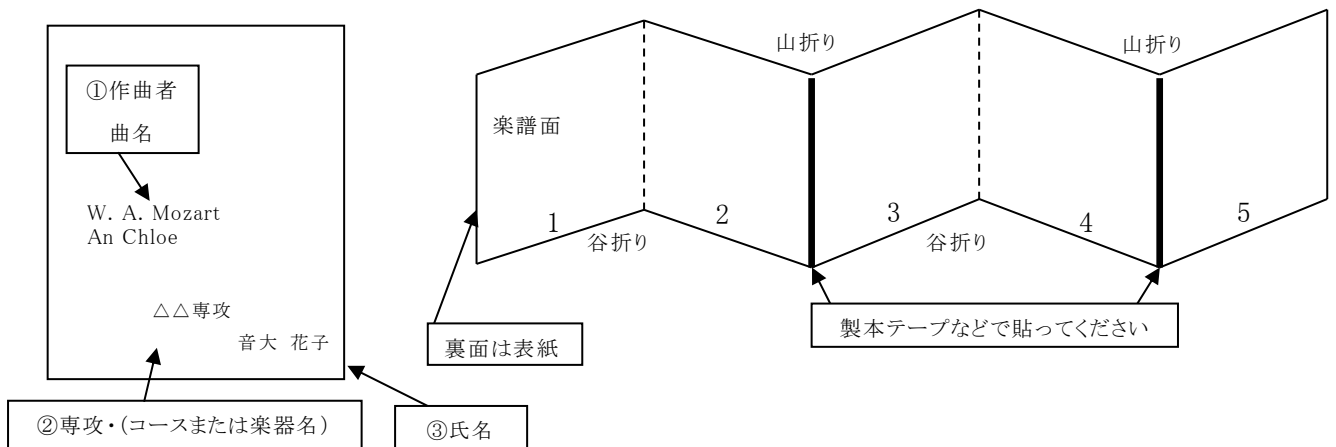 ①作曲者
曲名
W. A. Mozart
An Chloe
△△専攻
音大 花子
②専攻・(コースまたは楽器名)
③氏名
山折り
山折り
楽譜面
1
2
3
4
5
谷折り
谷折り
裏面は表紙
製本テープなどで貼ってください